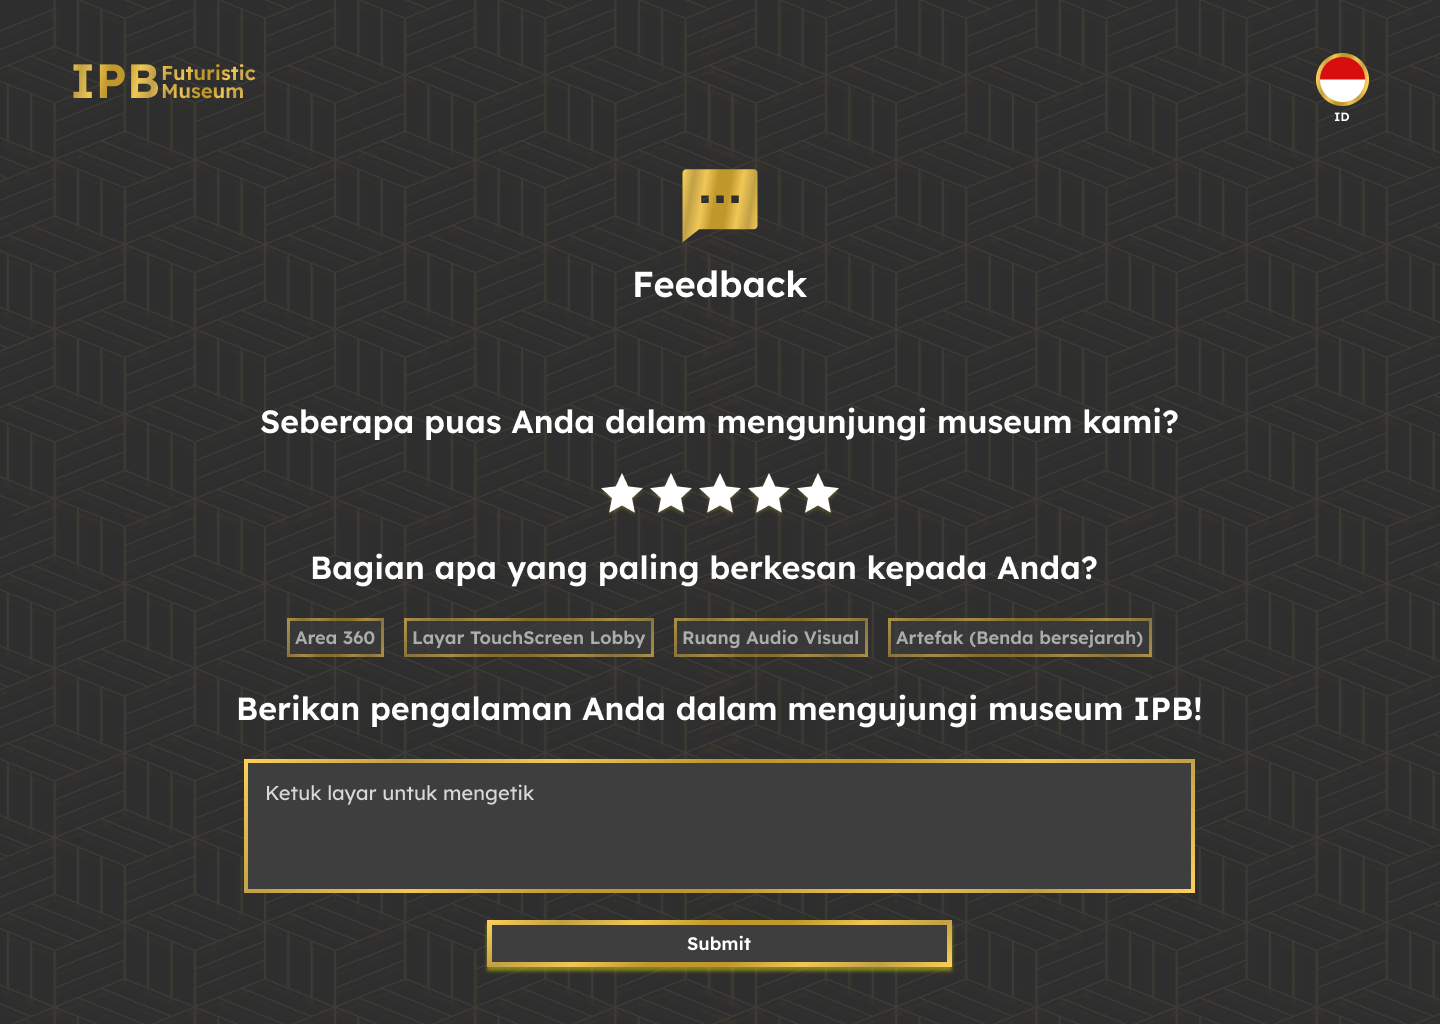 IPB Futuristic
Museum
ID
Feedback
Seberapa puas Anda dalam mengunjungi museum kami?
Bagian apa yang paling berkesan kepada Anda?
Area 360
Layar TouchScreen Lobby
Ruang Audio Visual
Artefak (Benda bersejarah)
Berikan pengalaman Anda dalam mengujungi museum IPB!
Ketuk layar untuk mengetik
Submit